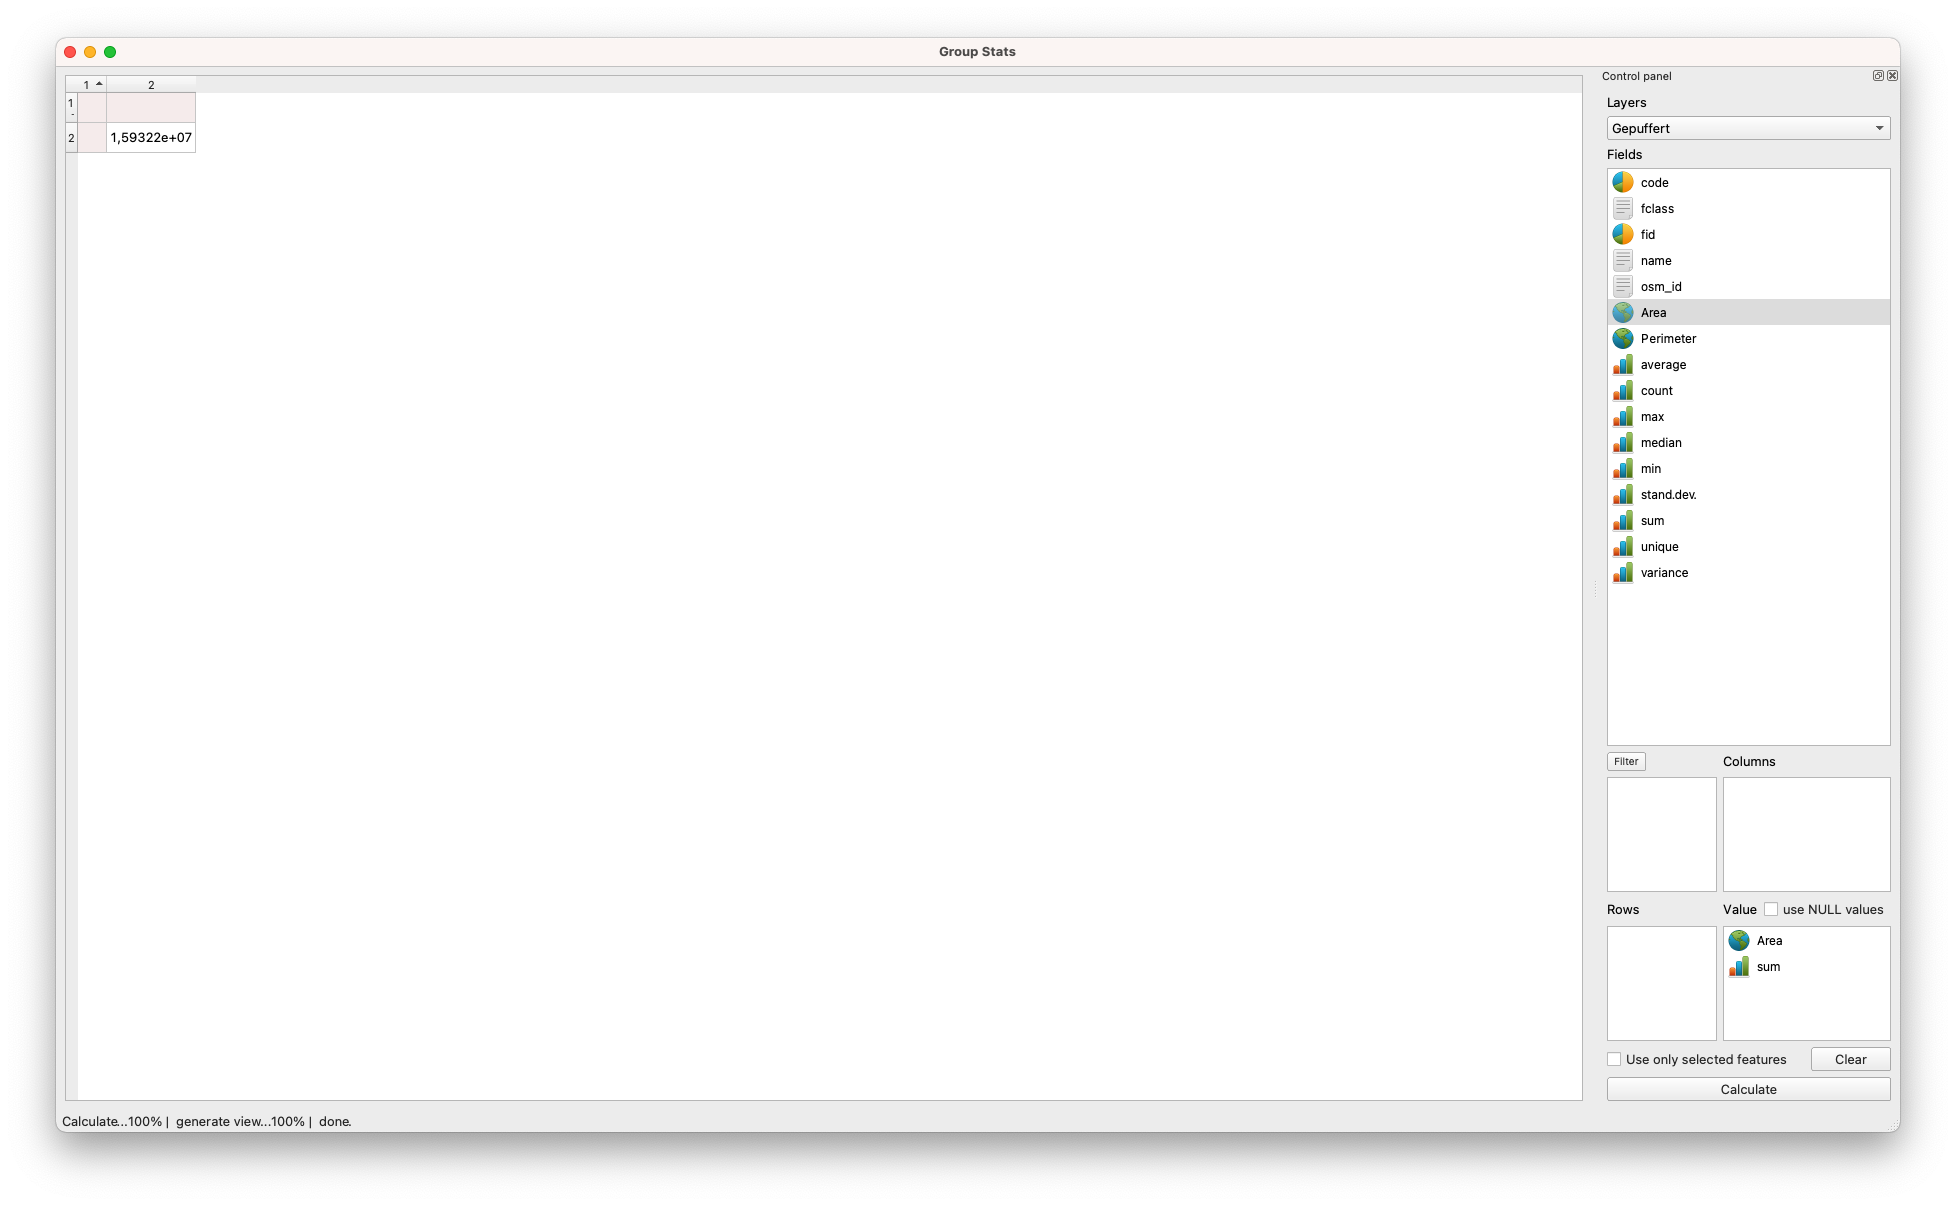 Group Stats
1 2
1
-
2 1,59322e+07
Control panel
Layers
Gepuffert
Fields
code
fclass
fid
name
osm_id
Area
Perimeter
average
count
max
median
min
stand.dev.
sum
unique
variance
Filter Columns
Rows Value use NULL values
Area
sum
Use only selected features Clear
Calculate
Calculate...100% | generate view...100% | done.